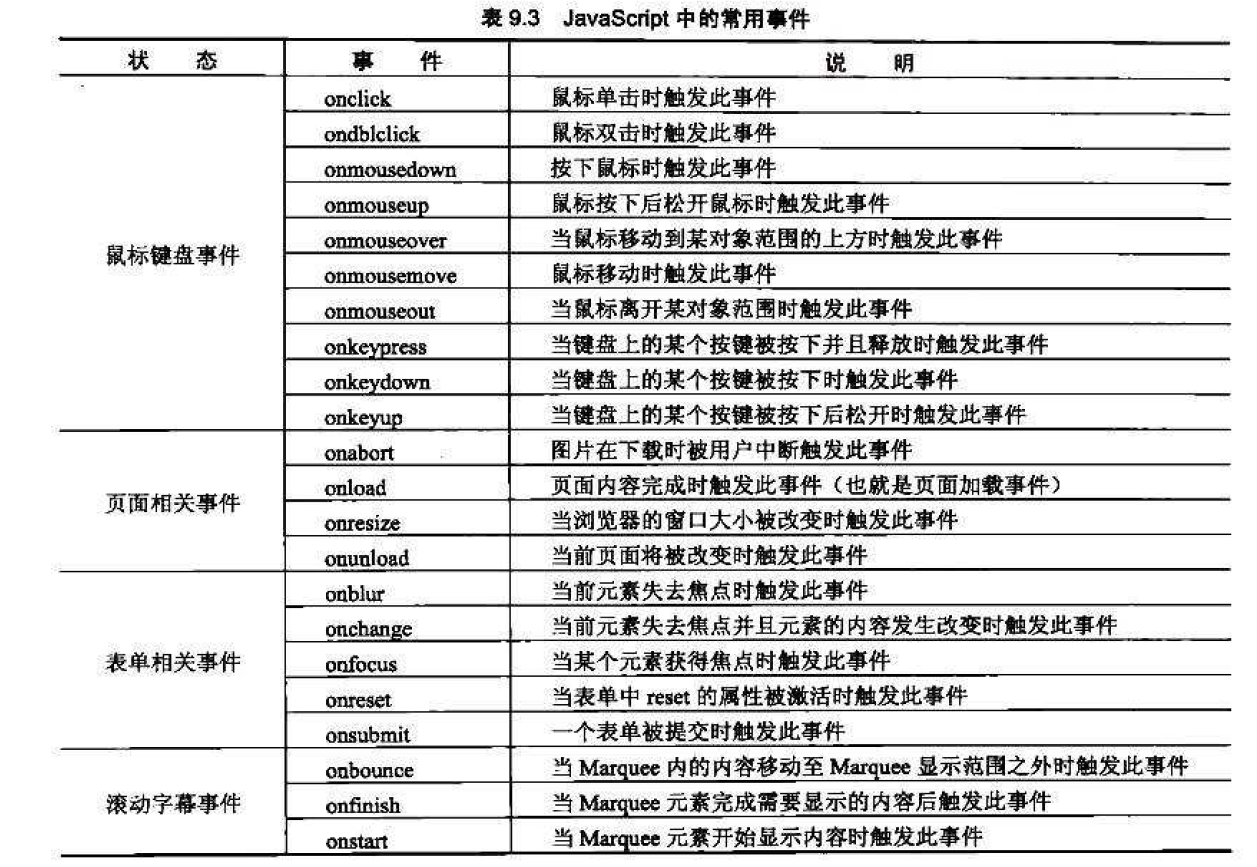 表 9.3 JavaScript 中的常用事件
状 态 事 件 说 明
onclick 鼠标单击时触发此事件
ondblclick 鼠标双击时触发此事件
onmousedown 按下鼠标时触发此事件
onmouseup 鼠标按下后松开鼠标时触发此事件
鼠标键盘事件 onmouseover 当鼠标移动到某对象范围的上方时触发此事件
onmousemove 鼠标移动时触发此事件
onmouseout 当鼠标离开某对象范围时触发此事件
onkeypress 当键盘上的某个按键被按下并且释放时触发此事件
onkeydown 当键盘上的某个按键被按下时触发此事件
onkeyup 当键盘上的某个按键被按下后松开时触发此事件
onabort 图片在下载时被用户中断触发此事件
页面相关事件 onload 页面内容完成时触发此事件（也就是页面加载事件）
onresize 当浏览器的窗口大小被改变时触发此事件
onunload 当前页面将被改变时触发此事件
onblur 当前元素失去焦点时触发此事件
onchange 当前元素失去焦点并且元素的内容发生改变时触发此事件
表单相关事件 onfocus 当某个元素获得焦点时触发此事件
onreset 当表单中 reset 的属性被激活时触发此事件
onsubmit 一个表单被提交时触发此事件
onbounce 当 Marquee 内的内容移动至 Marquee 显示范围之外时触发此事件
滚动字幕事件 onfinish 当 Marquee 元素完成需要显示的内容后触发此事件
onstart 当 Marquee 元素开始显示内容时触发此事件